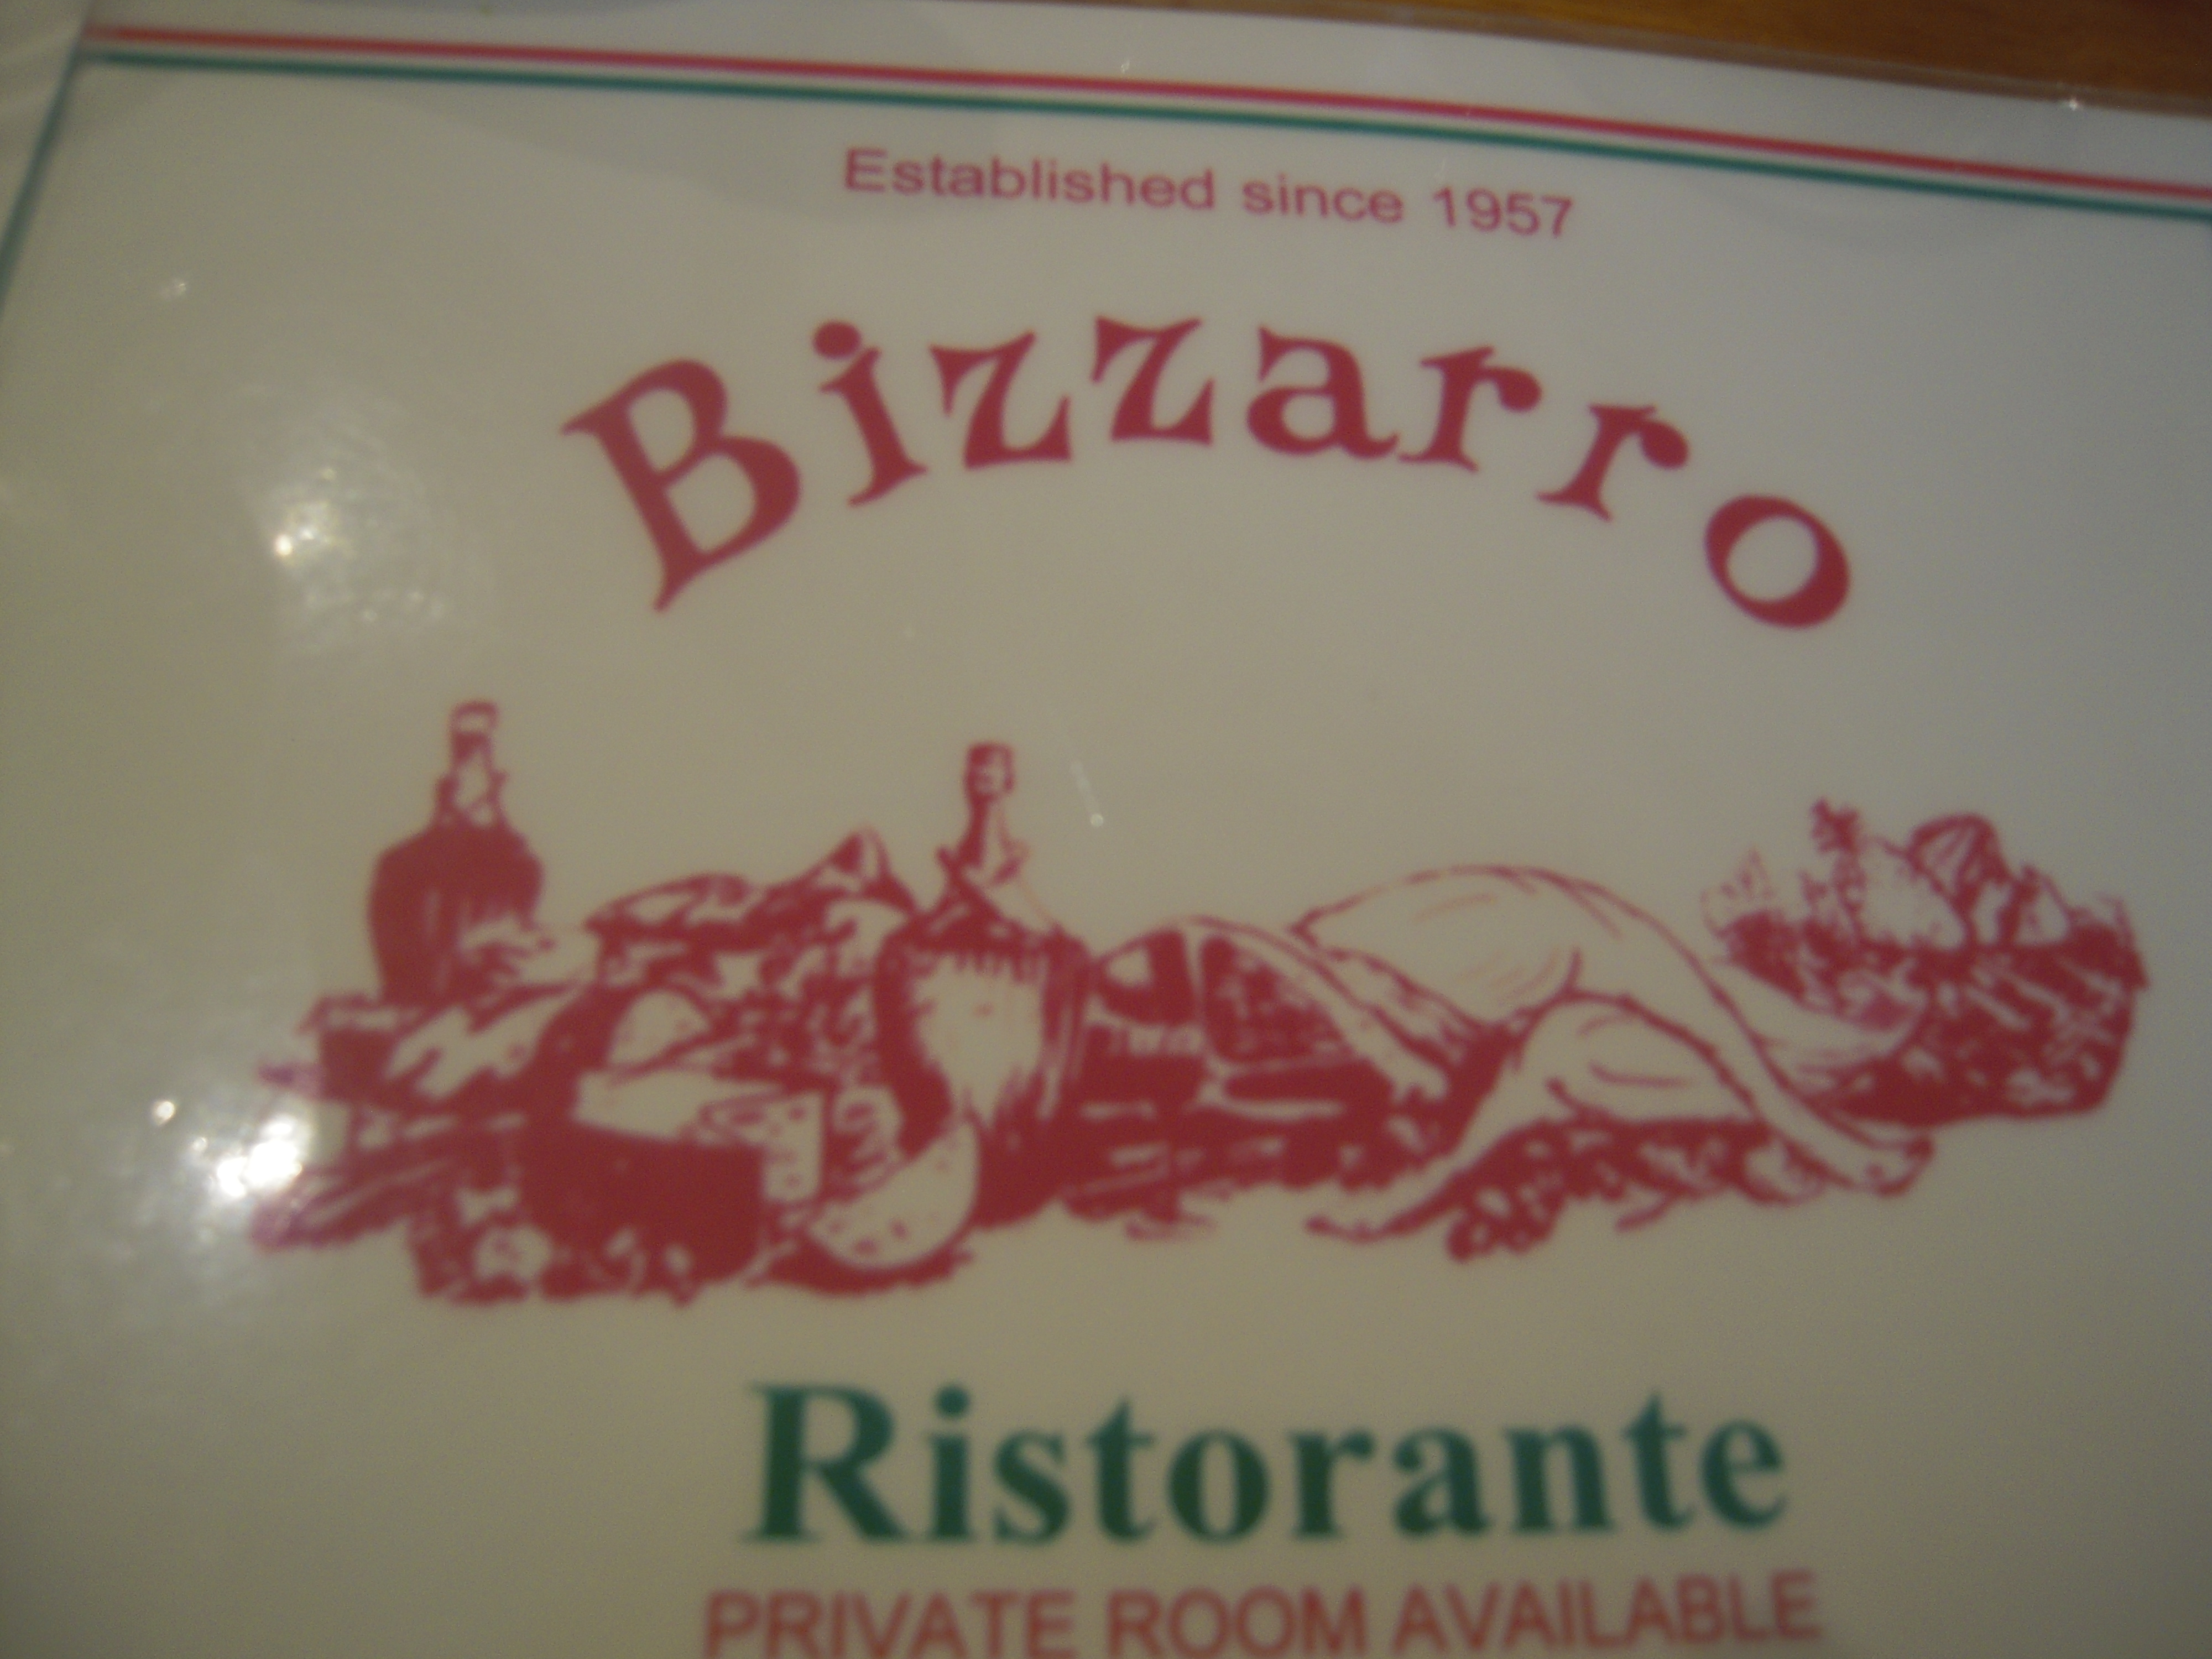 Established since 1957
Bizzarro
Ristorante
PRIVATE ROOM AVAILABLE